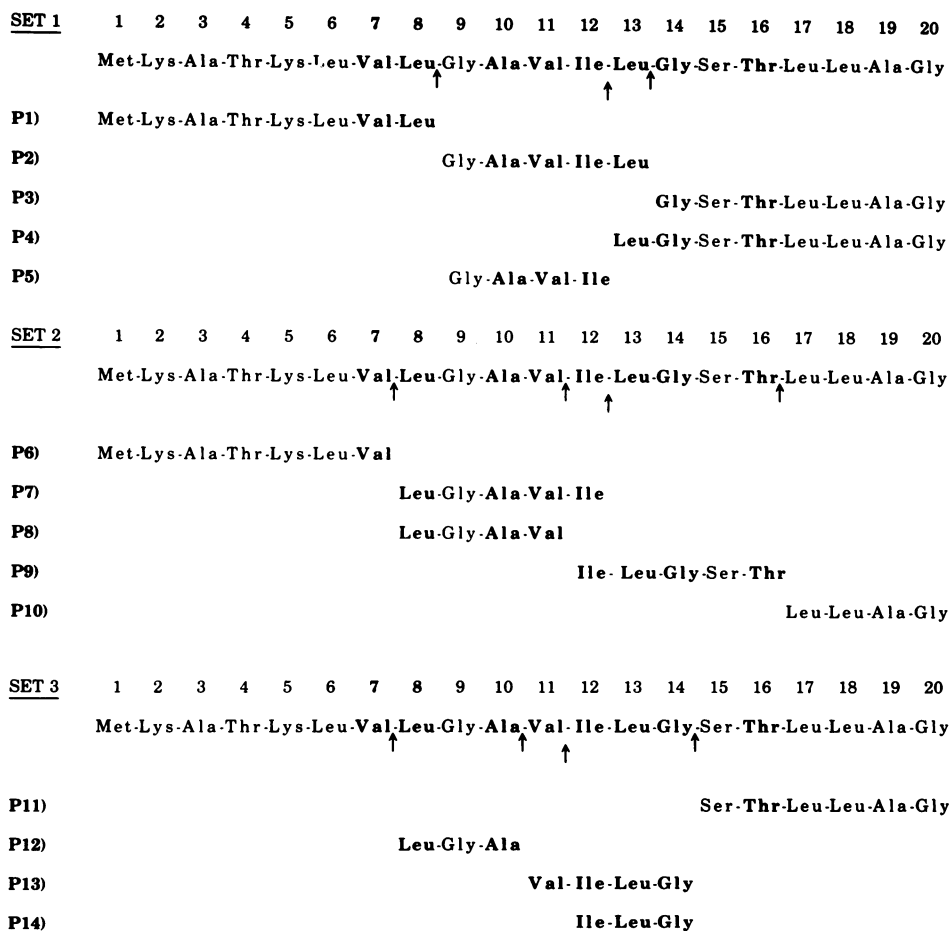 SET 1 1 2 3 4 5 6 7 8 9 10 11 12 13 14 15 16 17 18 19 20
Met-Lys-Ala-Thr-Lys-Leu-Val-Leu-Gly-Ala-Val-Ile-Leu-Gly-Ser-Thr-Leu-Leu-Ala-Gly
P1) Met-Lys-Ala-Thr-Lys-Leu-Val-Leu
P2) Gly-Ala-Val-Ile-Leu
P3) Gly-Ser-Thr-Leu-Leu-Ala-Gly
P4) Leu-Gly-Ser-Thr-Leu-Leu-Ala-Gly
P5) Gly-Ala-Val-Ile
SET 2 1 2 3 4 5 6 7 8 9 10 11 12 13 14 15 16 17 18 19 20
Met-Lys-Ala-Thr-Lys-Leu-Val-Leu-Gly-Ala-Val-Ile-Leu-Gly-Ser-Thr-Leu-Leu-Ala-Gly
P6) Met-Lys-Ala-Thr-Lys-Leu-Val
P7) Leu-Gly-Ala-Val-Ile
P8) Leu-Gly-Ala-Val
P9) Ile-Leu-Gly-Ser-Thr
P10) Leu-Leu-Ala-Gly
SET 3 1 2 3 4 5 6 7 8 9 10 11 12 13 14 15 16 17 18 19 20
Met-Lys-Ala-Thr-Lys-Leu-Val-Leu-Gly-Ala-Val-Ile-Leu-Gly-Ser-Thr-Leu-Leu-Ala-Gly
P11) Ser-Thr-Leu-Leu-Ala-Gly
P12) Leu-Gly-Ala
P13) Val-Ile-Leu-Gly
P14) Ile-Leu-Gly